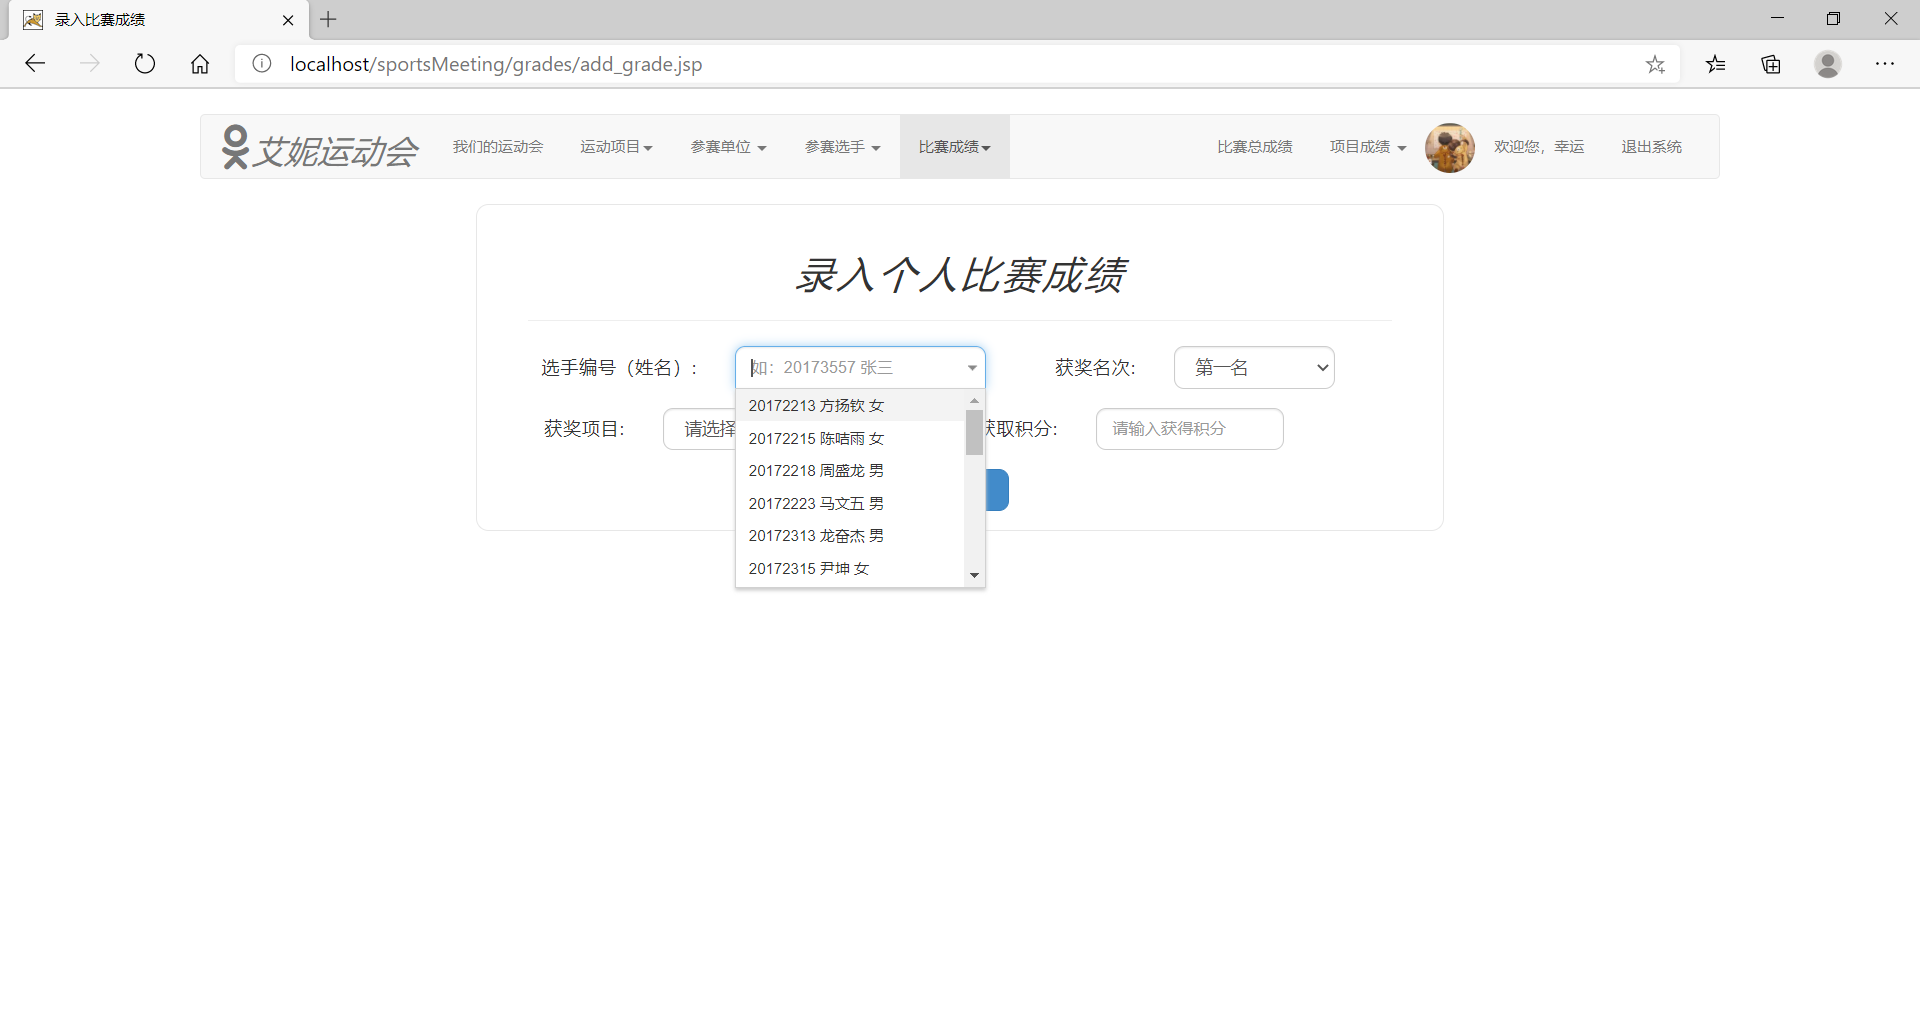 录入比赛成绩
localhost/sportsMeeting/grades/add_grade.jsp
艾妮运动会 我们的运动会 运动项目 参赛单位 参赛选手 比赛成绩 比赛总成绩 项目成绩 欢迎您，幸运 退出系统
录入个人比赛成绩
选手编号（姓名）: 如：20173557 张三 获奖名次: 第一名
获奖项目: 请选择 获取积分: 请输入获得积分
20172213 方扬钦 女
20172215 陈咭雨 女
20172218 周盛龙 男
20172223 马文五 男
20172313 龙奋杰 男
20172315 尹坤 女